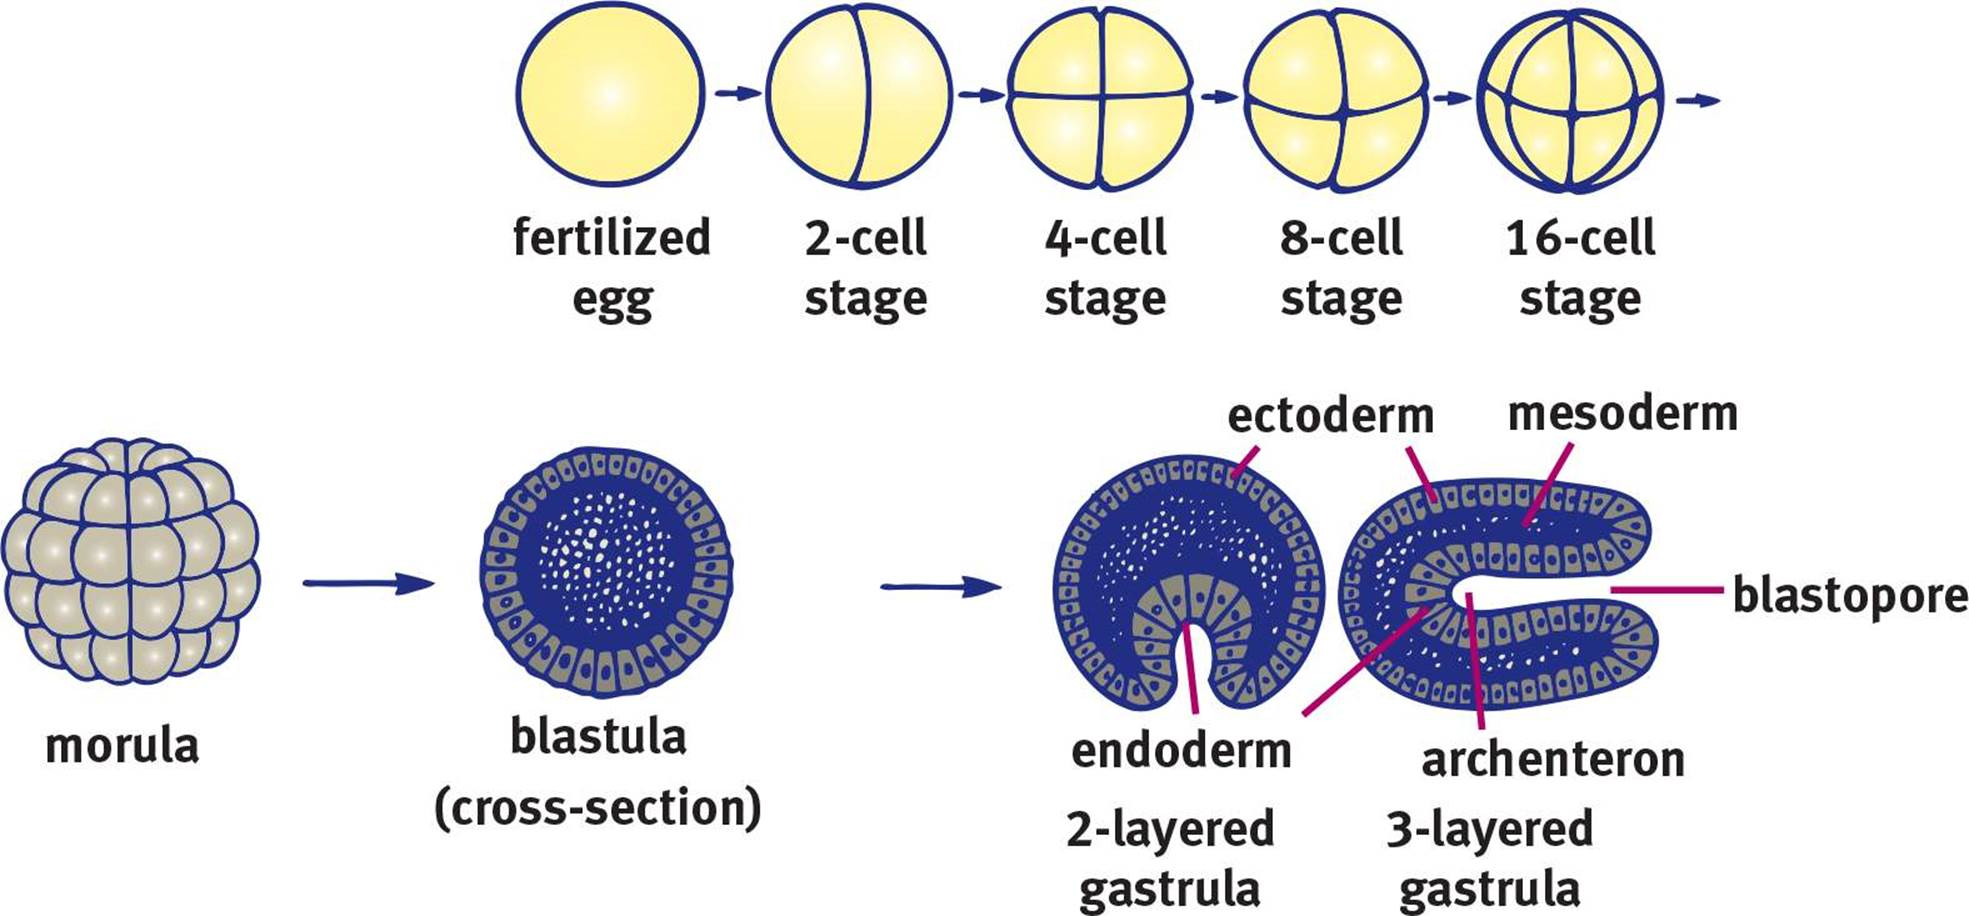 fertilized
egg
2-cell
stage
4-cell
stage
8-cell
stage
16-cell
stage
ectoderm
mesoderm
blastopore
morula
blastula
(cross-section)
endoderm
archenteron
2-layered
gastrula
3-layered
gastrula